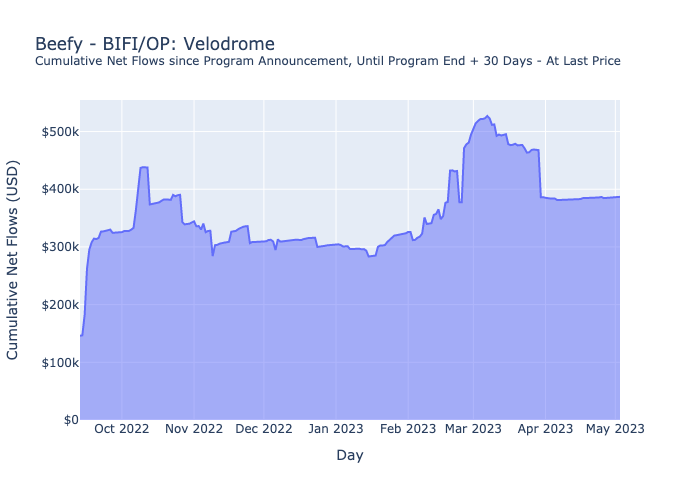 Beefy - BIFI/OP: Velodrome
Cumulative Net Flows since Program Announcement, Until Program End + 30 Days - At Last Price
Cumulative Net Flows (USD)
$500k
$400k
$300k
$200k
$100k
$0
Oct 2022 Nov 2022 Dec 2022 Jan 2023 Feb 2023 Mar 2023 Apr 2023 May 2023
Day